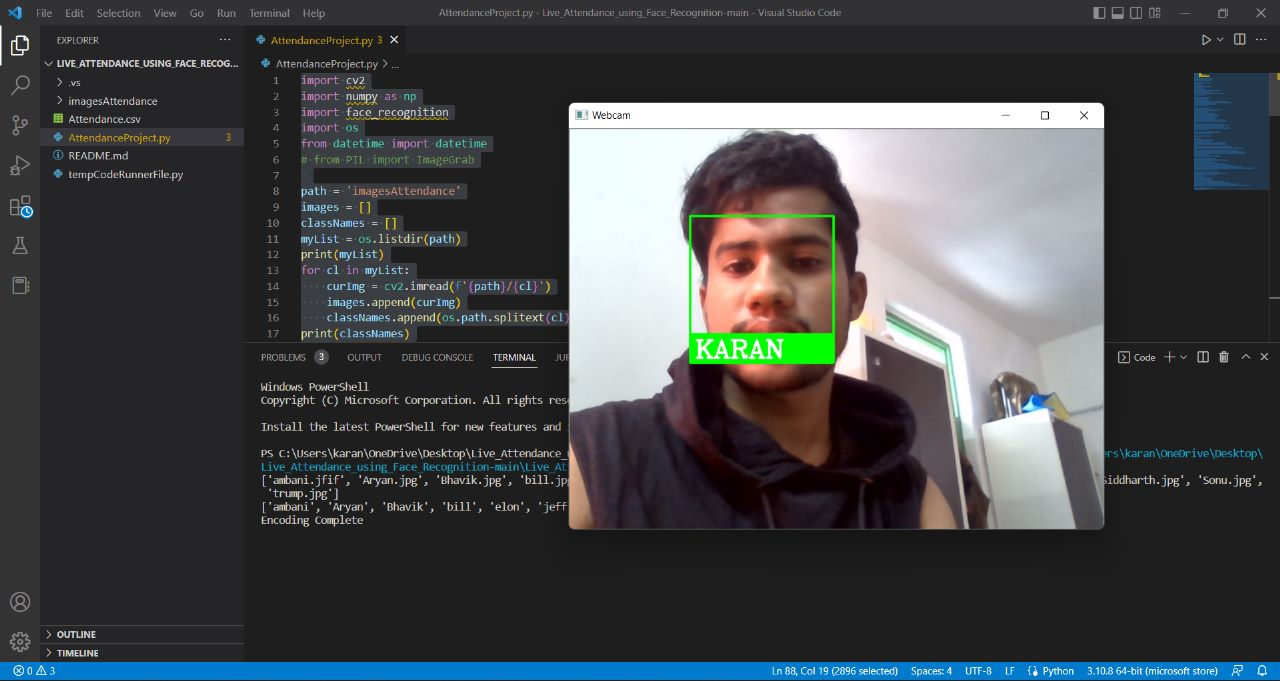 File Edit Selection View Go Run Terminal Help
AttendanceProject.py - Live_Attendance_using_Face_Recognition-main - Visual Studio Code
EXPLORER
LIVE_ATTENDANCE_USING_FACE_RECOG...
.vs
imagesAttendance
Attendance.csv
AttendanceProject.py 3
README.md
tempCodeRunnerFile.py
OUTLINE
TIMELINE
AttendanceProject.py 3
AttendanceProject.py > ...
1 import cv2
2 import numpy as np
3 import face_recognition
4 import os
5 from datetime import datetime
6 # from PIL import ImageGrab
7
8 path = 'imagesAttendance'
9 images = []
10 classNames = []
11 myList = os.listdir(path)
12 print(myList)
13 for cl in myList:
14 curImg = cv2.imread(f'{path}/{cl}')
15 images.append(curImg)
16 classNames.append(os.path.splitext(cl)
17 print(classNames)
Webcam
KARAN
PROBLEMS 3 OUTPUT DEBUG CONSOLE TERMINAL JUP
Code
Windows PowerShell
Copyright (C) Microsoft Corporation. All rights res
Install the latest PowerShell for new features and
PS C:\Users\karan\OneDrive\Desktop\Live_Attendance_ ers\karan\OneDrive\Desktop\
Live_Attendance_using_Face_Recognition-main\Live_At
['ambani.jfif', 'Aryan.jpg', 'Bhavik.jpg', 'bill.jpg Siddharth.jpg', 'Sonu.jpg',
'trump.jpg']
['ambani', 'Aryan', 'Bhavik', 'bill', 'elon', 'jeff
Encoding Complete
0 3
Ln 88, Col 19 (2896 selected) Spaces: 4 UTF-8 LF Python 3.10.8 64-bit (microsoft store)